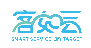 客如云
SMART SERVICE ON TARGET